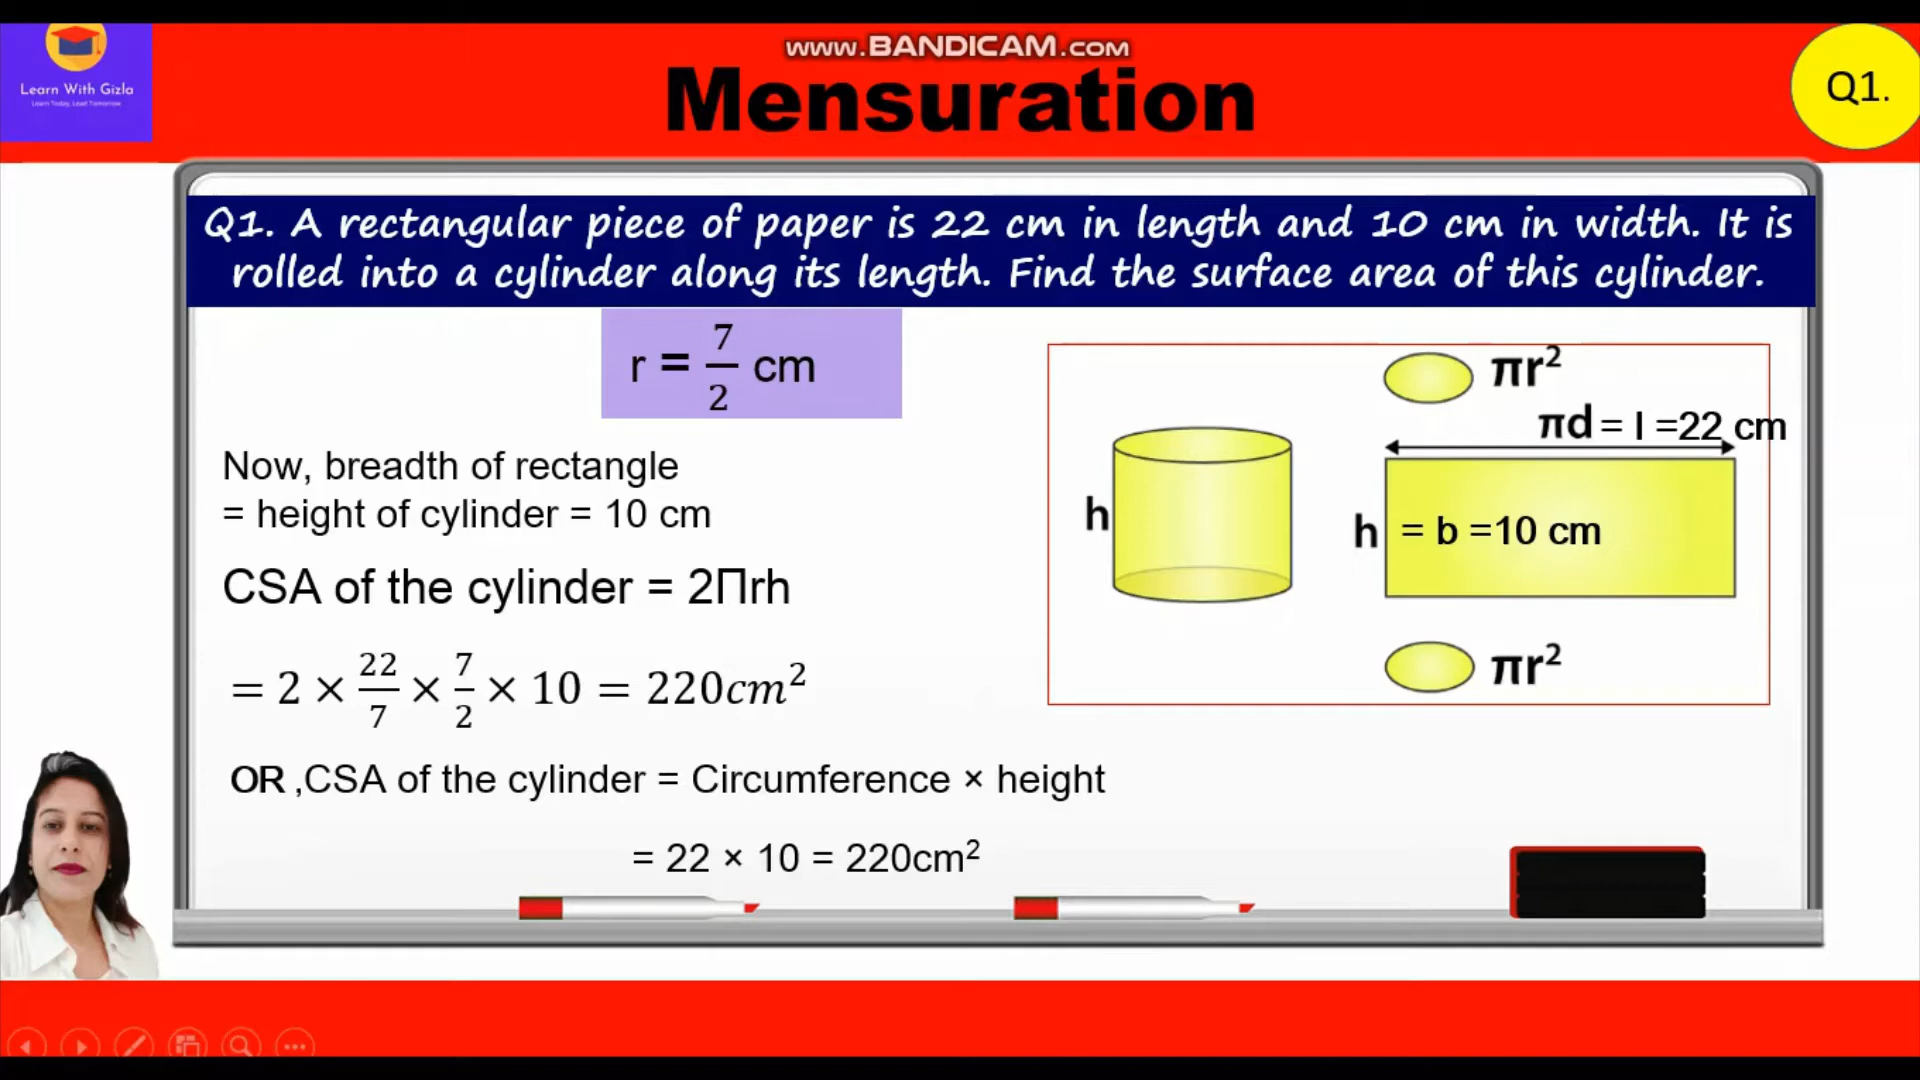 www.BANDICAM.com
Learn With Gizla
Learn Today, Lead Tomorrow
Mensuration
Q1.
Q1. A rectangular piece of paper is 22 cm in length and 10 cm in width. It is
rolled into a cylinder along its length. Find the surface area of this cylinder.
r = 7/2 cm
Now, breadth of rectangle
= height of cylinder = 10 cm
CSA of the cylinder = 2Πrh
= 2 × 22/7 × 7/2 × 10 = 220cm²
OR ,CSA of the cylinder = Circumference × height
= 22 × 10 = 220cm²
πr²
πd = l =22 cm
h
h = b =10 cm
πr²